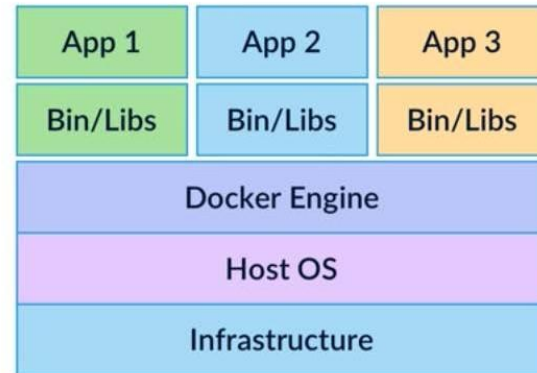 App 1 App 2 App 3
Bin/Libs Bin/Libs Bin/Libs
Docker Engine
Host OS
Infrastructure